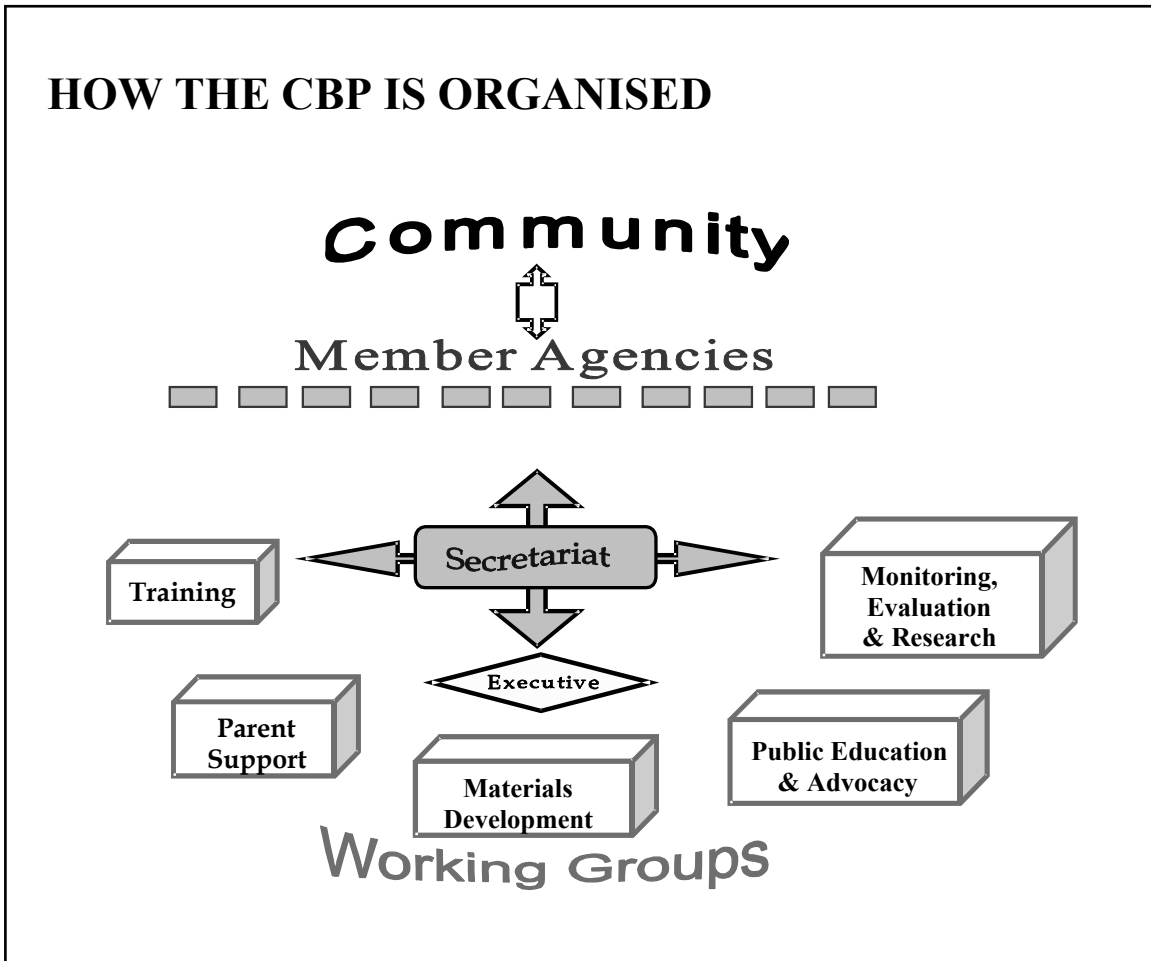 HOW THE CBP IS ORGANISED
Community
Member Agencies
Secretariat
Training
Monitoring,
Evaluation
& Research
Executive
Parent
Support
Public Education
& Advocacy
Materials
Development
Working Groups